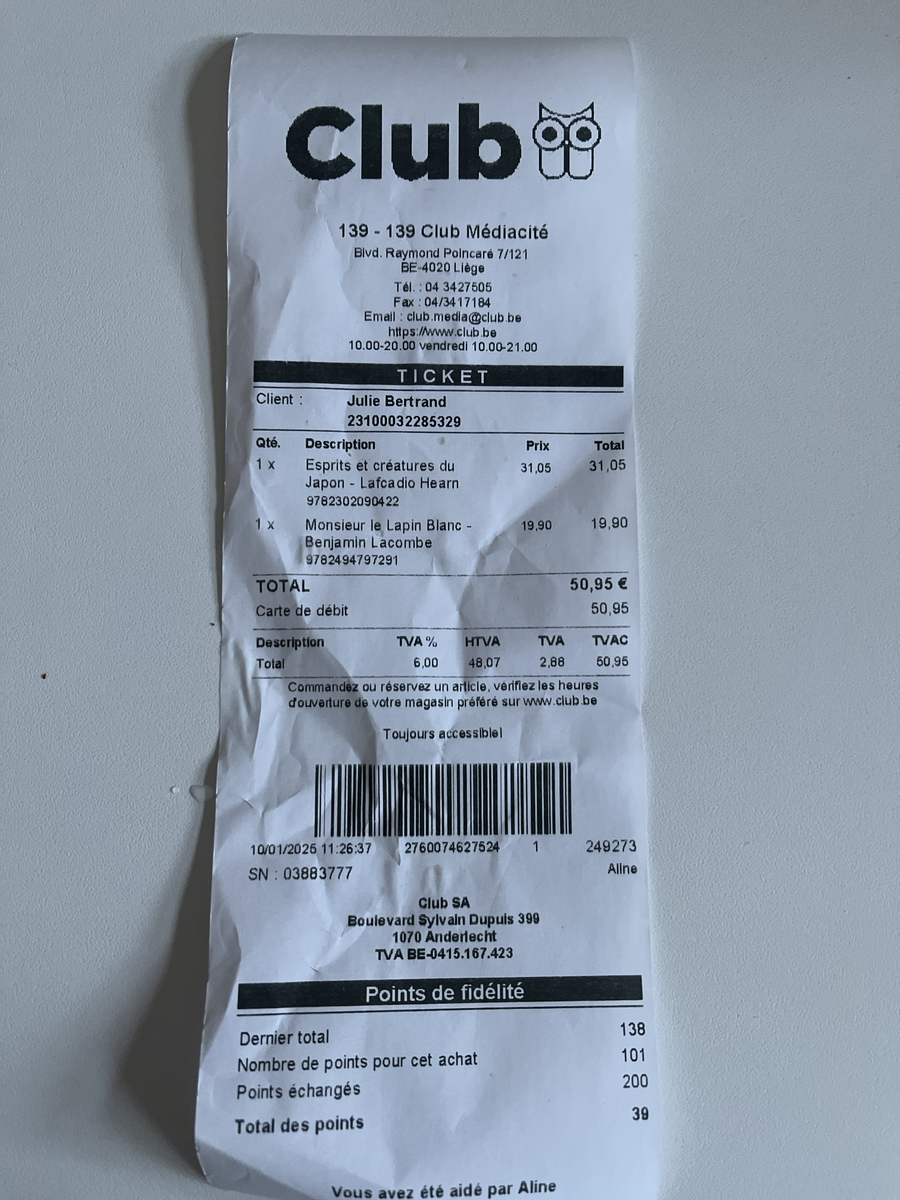 Club
139 - 139 Club Médiacité
Blvd. Raymond Poincaré 7/121
BE-4020 Liège
Tél. : 04 3427505
Fax : 04/3417184
Email : club.media@club.be
https://www.club.be
10.00-20.00 vendredi 10.00-21.00
TICKET
Client : Julie Bertrand
23100032285329
Qté. Description Prix Total
1 x Esprits et créatures du 31,05 31,05
Japon - Lafcadio Hearn
9782302090422
1 x Monsieur le Lapin Blanc - 19,90 19,90
Benjamin Lacombe
9782494797291
TOTAL 50,95 €
Carte de débit 50,95
Description TVA % HTVA TVA TVAC
Total 6,00 48,07 2,88 50,95
Commandez ou réservez un article, vérifiez les heures
d'ouverture de votre magasin préféré sur www.club.be
Toujours accessible!
10/01/2025 11:26:37 2760074627524 1 249273
SN : 03883777 Aline
Club SA
Boulevard Sylvain Dupuis 399
1070 Anderlecht
TVA BE-0415.167.423
Points de fidélité
Dernier total 138
Nombre de points pour cet achat 101
Points échangés 200
Total des points 39
Vous avez été aidé par Aline